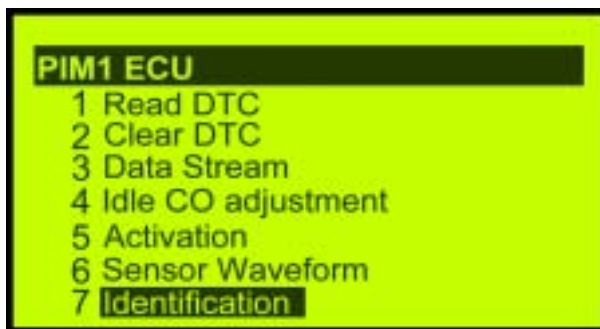 PIM1 ECU
1 Read DTC
2 Clear DTC
3 Data Stream
4 Idle CO adjustment
5 Activation
6 Sensor Waveform
7 Identification